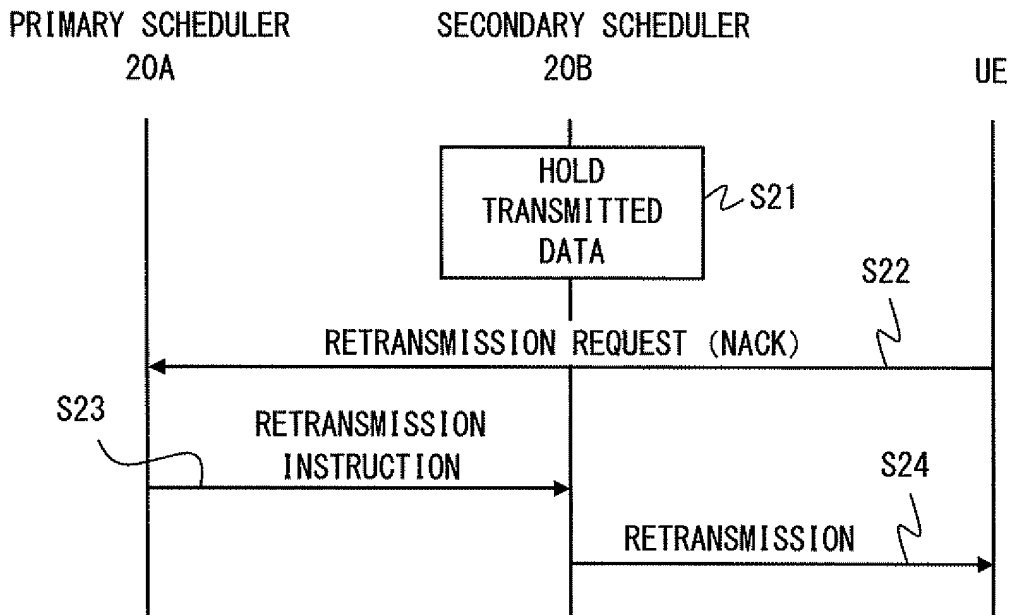 PRIMARY SCHEDULER
20A
SECONDARY SCHEDULER
20B
UE
HOLD
TRANSMITTED
DATA
S21
S22
RETRANSMISSION REQUEST (NACK)
S23
RETRANSMISSION
INSTRUCTION
S24
RETRANSMISSION